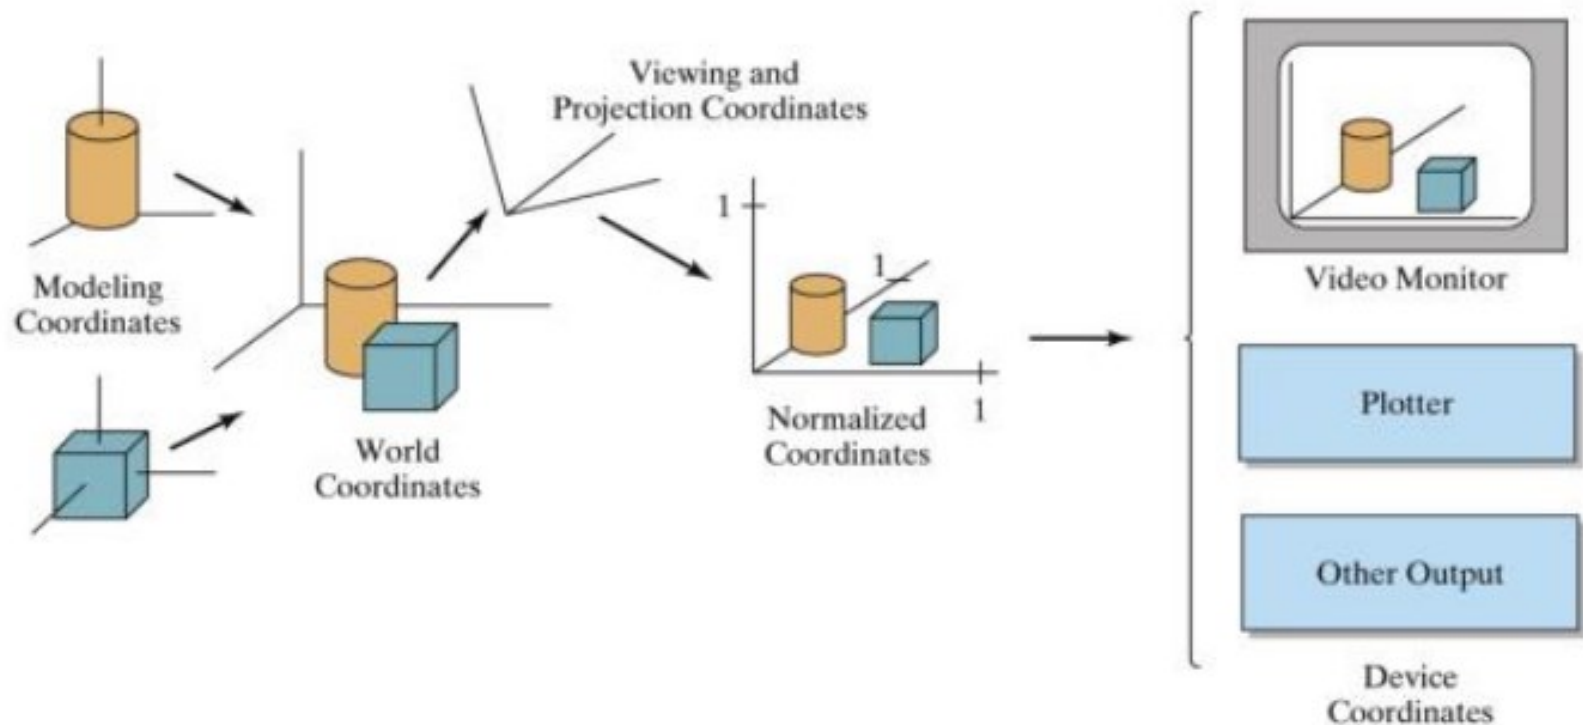 Modeling
Coordinates
World
Coordinates
Viewing and
Projection Coordinates
1
1
1
Normalized
Coordinates
Video Monitor
Plotter
Other Output
Device
Coordinates